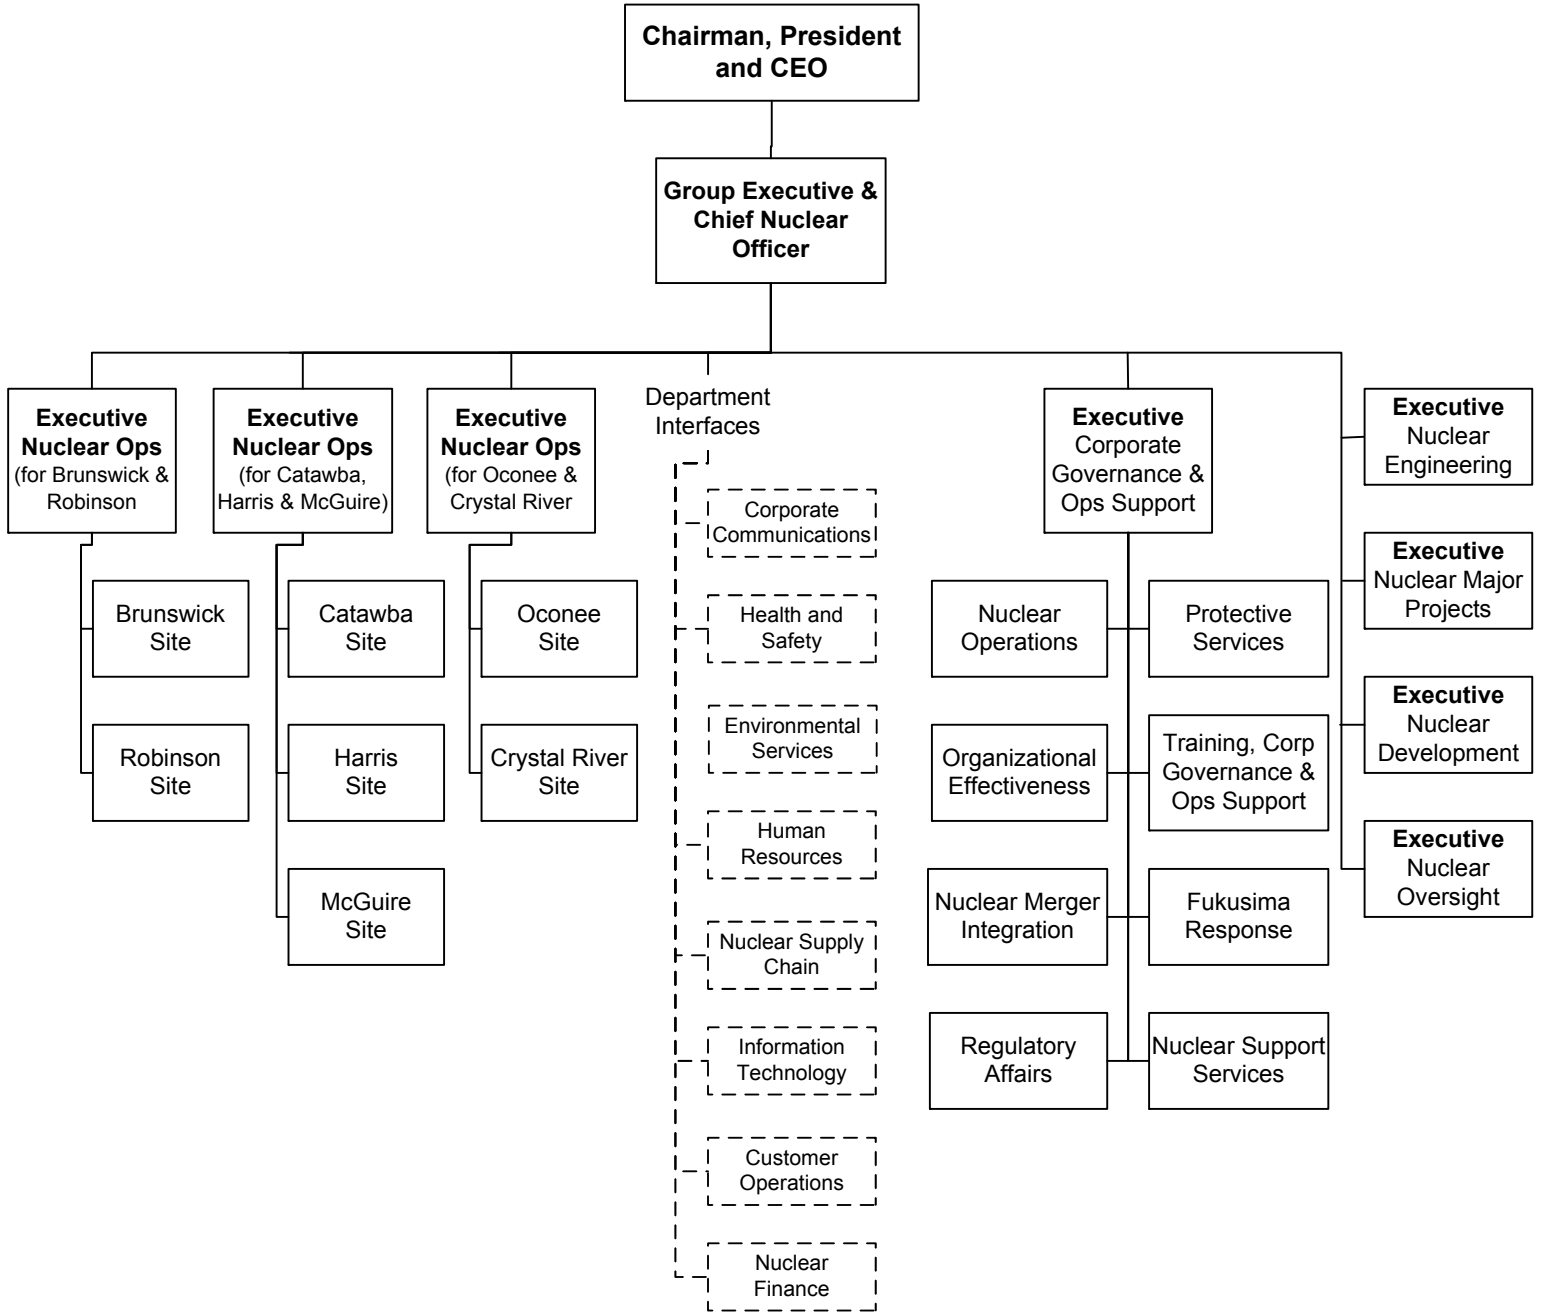 Chairman, President
and CEO
Group Executive &
Chief Nuclear
Officer
Executive
Nuclear Ops
(for Brunswick &
Robinson
Executive
Nuclear Ops
(for Catawba,
Harris & McGuire)
Executive
Nuclear Ops
(for Oconee &
Crystal River
Department
Interfaces
Executive
Corporate
Governance &
Ops Support
Executive
Nuclear
Engineering
Brunswick
Site
Robinson
Site
Catawba
Site
Harris
Site
McGuire
Site
Oconee
Site
Crystal River
Site
Corporate
Communications
Health and
Safety
Environmental
Services
Human
Resources
Nuclear Supply
Chain
Information
Technology
Customer
Operations
Nuclear
Finance
Nuclear
Operations
Protective
Services
Organizational
Effectiveness
Training, Corp
Governance &
Ops Support
Nuclear Merger
Integration
Fukusima
Response
Regulatory
Affairs
Nuclear Support
Services
Executive
Nuclear Major
Projects
Executive
Nuclear
Development
Executive
Nuclear
Oversight